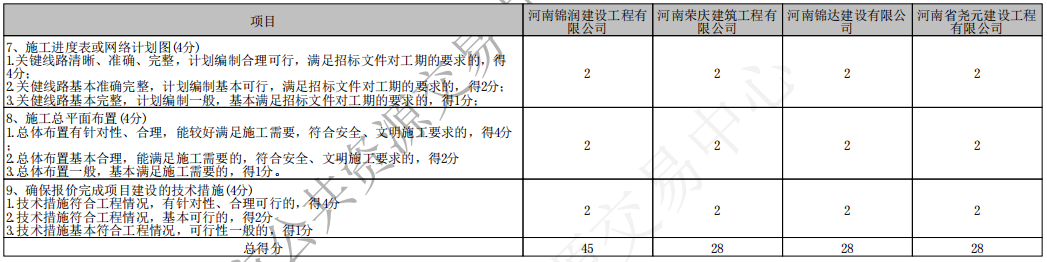 项目
河南锦润建设工程有
限公司
河南荣庆建筑工程有
限公司
河南锦达建设有限公
司
河南省尧元建设工程
有限公司
7、施工进度表或网络计划图(4分)
1.关键线路清晰、准确、完整，计划编制合理可行，满足招标文件对工期的要求的，得
4分；
2.关健线路基本准确完整，计划编制基本可行，满足招标文件对工期的要求的，得2分；
3.关健线路基本完整，计划编制一般，基本满足招标文件对工期的要求的，得1分；
2
2
2
2
8、施工总平面布置(4分)
1.总体布置有针对性、合理，能较好满足施工需要，符合安全、文明施工要求的，得4分
；
2.总体布置基本合理，能满足施工需要的，符合安全、文明施工要求的，得2分
3.总体布置一般，基本满足施工需要的，得1分。
2
2
2
2
9、确保报价完成项目建设的技术措施(4分)
1.技术措施符合工程情况，有针对性、合理可行的，得4分
2.技术措施符合工程情况，基本可行的，得2分
3.技术措施基本符合工程情况，可行性一般的，得1分
2
2
2
2
总得分
45
28
28
28
公共资源交易
源交易中心